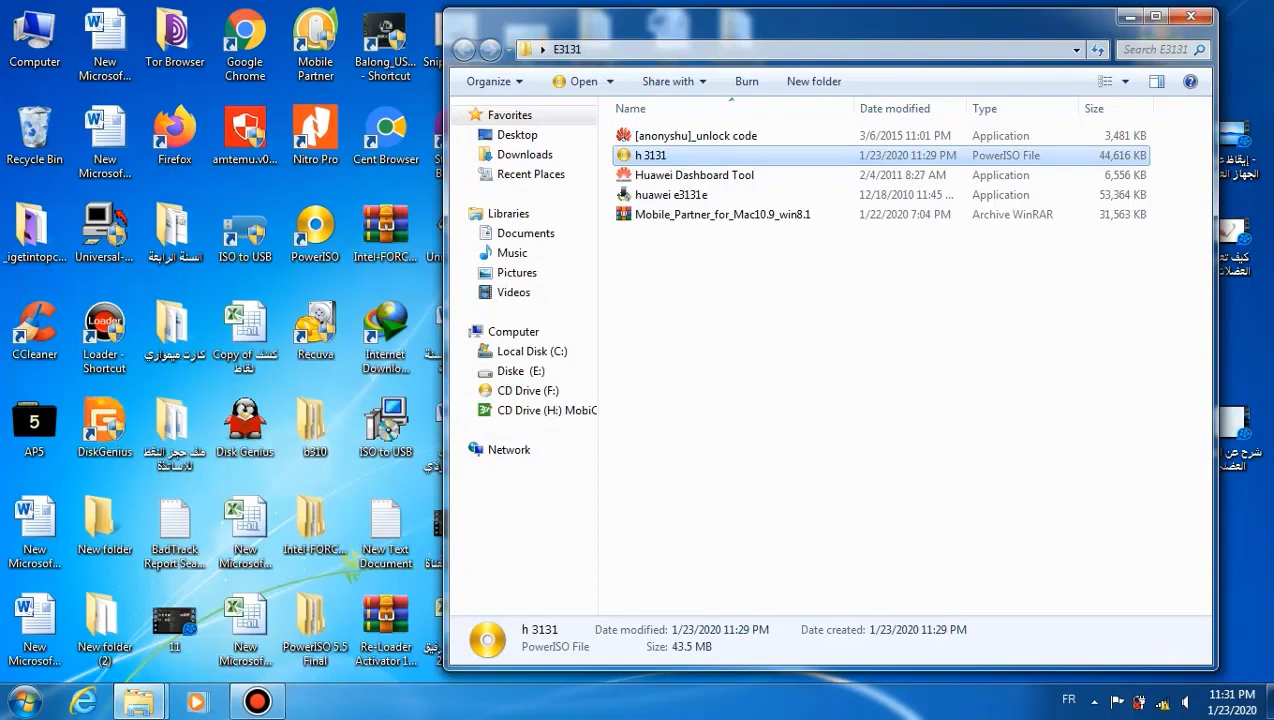 E3131
Search E3131
Organize
Open
Share with
Burn
New folder
Favorites
Desktop
Downloads
Recent Places
Libraries
Documents
Music
Pictures
Videos
Computer
Local Disk (C:)
Diske (E:)
CD Drive (F:)
CD Drive (H:) MobiC
Network
Name Date modified Type Size
[anonyshu]_unlock code 3/6/2015 11:01 PM Application 3,481 KB
h 3131 1/23/2020 11:29 PM PowerISO File 44,616 KB
Huawei Dashboard Tool 2/4/2011 8:27 AM Application 6,556 KB
huawei e3131e 12/18/2010 11:45 ... Application 53,364 KB
Mobile_Partner_for_Mac10.9_win8.1 1/22/2020 7:04 PM Archive WinRAR 31,563 KB
h 3131 Date modified: 1/23/2020 11:29 PM Date created: 1/23/2020 11:29 PM
PowerISO File Size: 43.5 MB
Computer
New
Microsof...
Tor Browser
Google
Chrome
Mobile
Partner
Balong_US...
- Shortcut
Snip
Recycle Bin
New
Microsof...
Firefox
amtemu.v0...
Nitro Pro
Cent Browser
_igetintopc...
Universal-...
السنة الرابعة
ISO to USB
PowerISO
Intel-FORC...
CCleaner
Loader
Loader -
Shortcut
كارت ميمواري
Copy of كشف
نقاط
Recuva
Internet
Downlo...
5
AP5
DiskGenius
ملف حجز النقط
للاساتذة
Disk Genius
6310
ISO to USB
New
Microsof...
New folder
BadTrack
Report Sea...
New
Microsof...
Intel-FORC...
New Text
Document
New
Microsof...
New folder
(2)
11
New
Microsof...
PowerISO 5.5
Final
Re-Loader
Activator 1...
FR
11:31 PM
1/23/2020